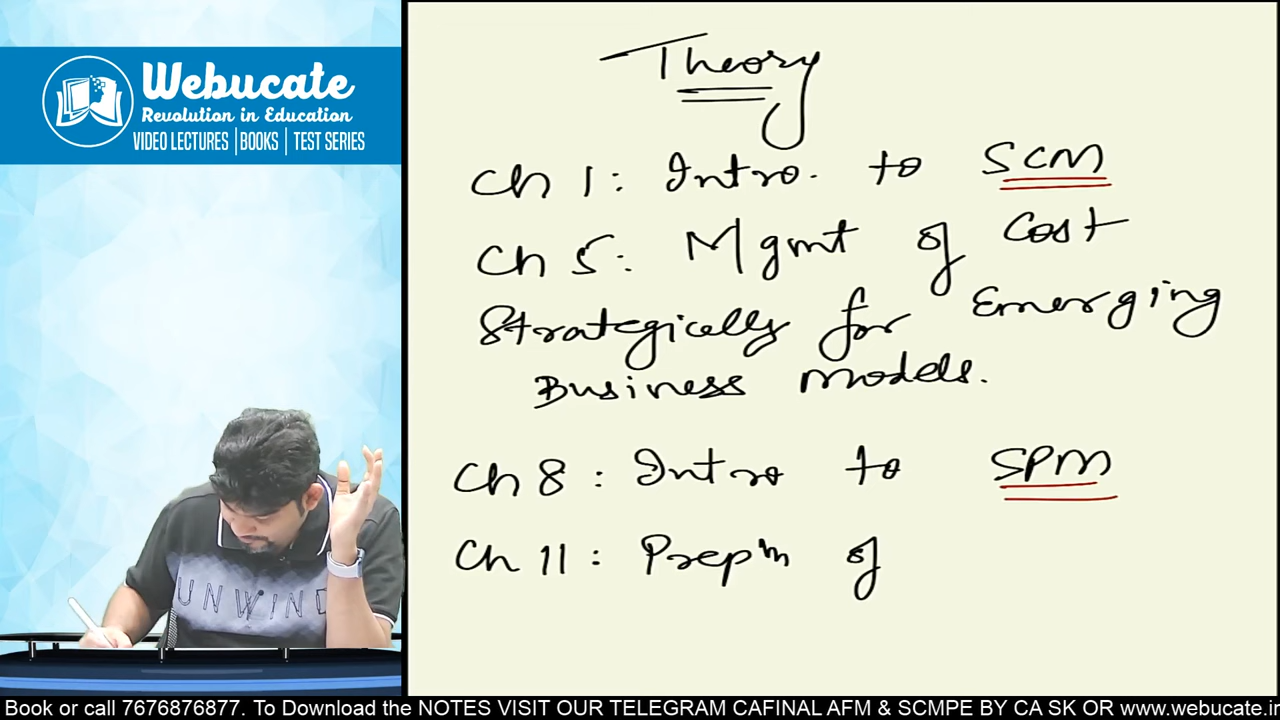 Webucate
Revolution in Education
VIDEO LECTURES | BOOKS | TEST SERIES
Theory
Ch 1: Intro. to SCM
Ch 5: Mgmt of Cost
Strategically for Emerging
Business Models.
Ch 8: Intro to SPM
Ch 11: Prepn of
UNWIND
Book or call 7676876877. To Download the NOTES VISIT OUR TELEGRAM CAFINAL AFM & SCMPE BY CA SK OR www.webucate.in